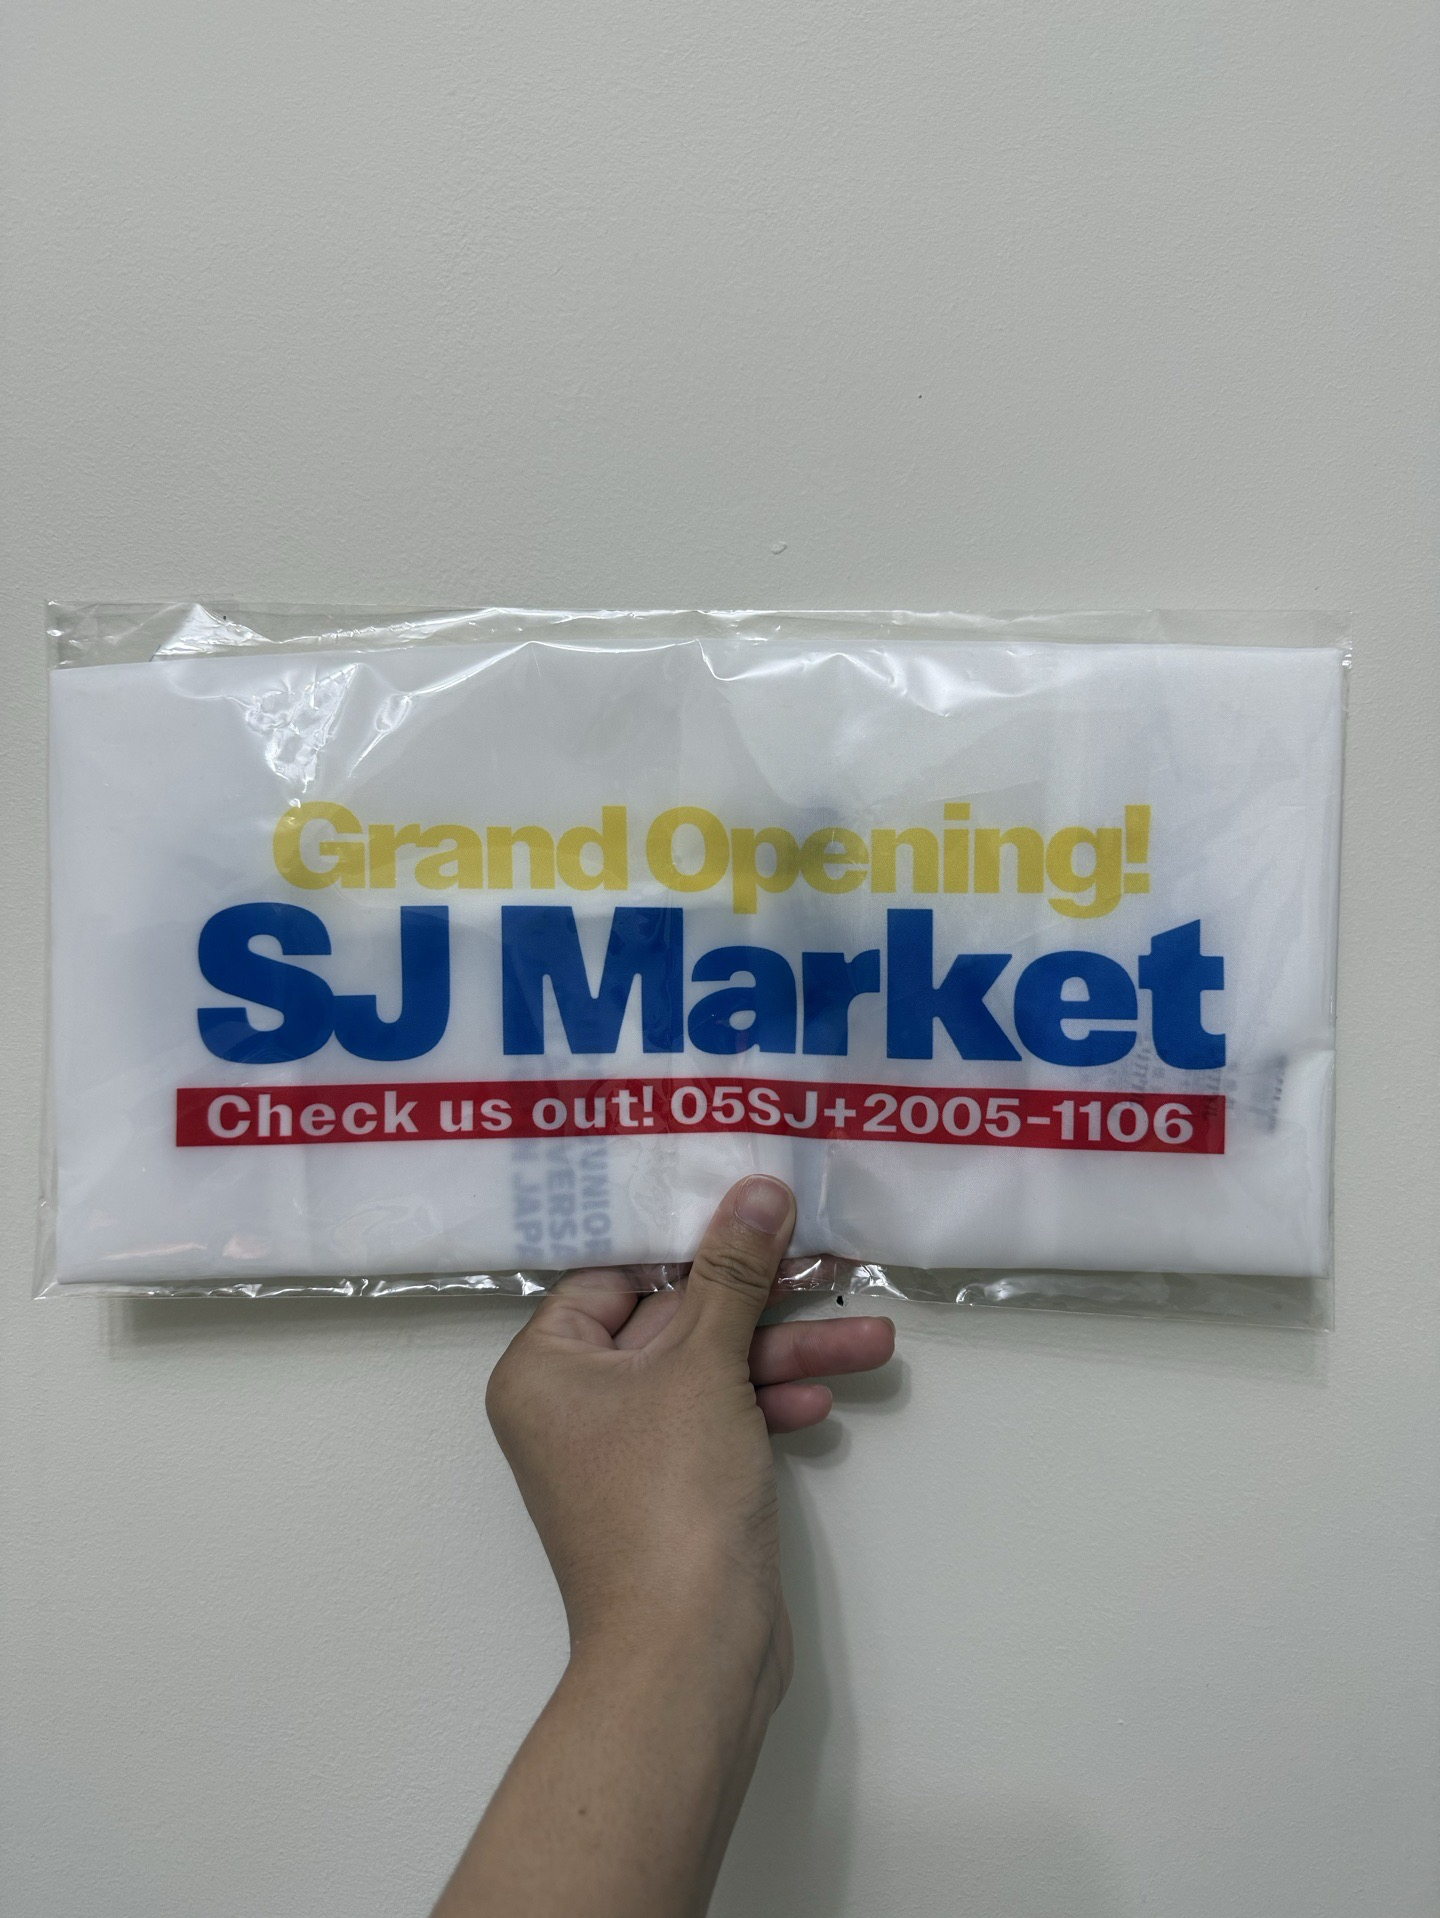 Grand Opening!
SJ Market
Check us out! 05SJ+2005-1106